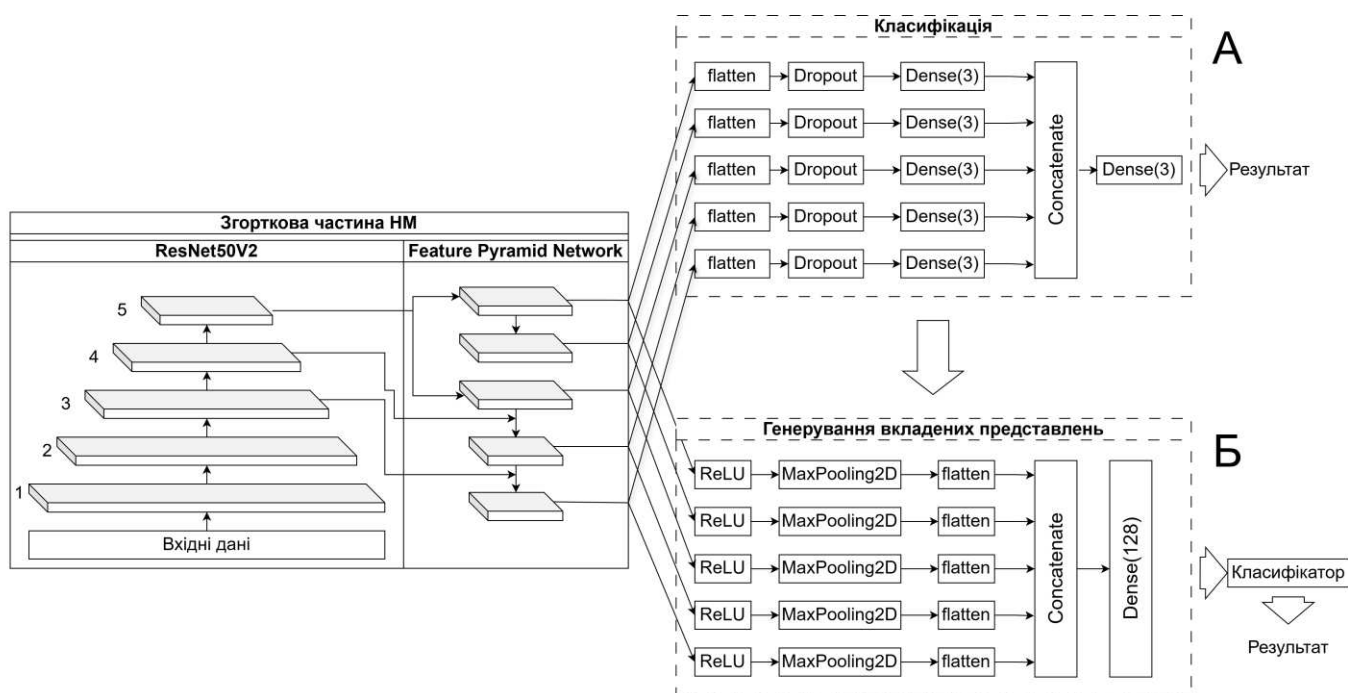 Класифікація
А
flatten Dropout Dense(3)
flatten Dropout Dense(3)
flatten Dropout Dense(3)
flatten Dropout Dense(3)
flatten Dropout Dense(3)
Concatenate
Dense(3)
Результат
Згорткова частина НМ
ResNet50V2
Feature Pyramid Network
5
4
3
2
1
Вхідні дані
Генерування вкладених представлень
Б
ReLU MaxPooling2D flatten
ReLU MaxPooling2D flatten
ReLU MaxPooling2D flatten
ReLU MaxPooling2D flatten
ReLU MaxPooling2D flatten
Concatenate
Dense(128)
Класифікатор
Результат